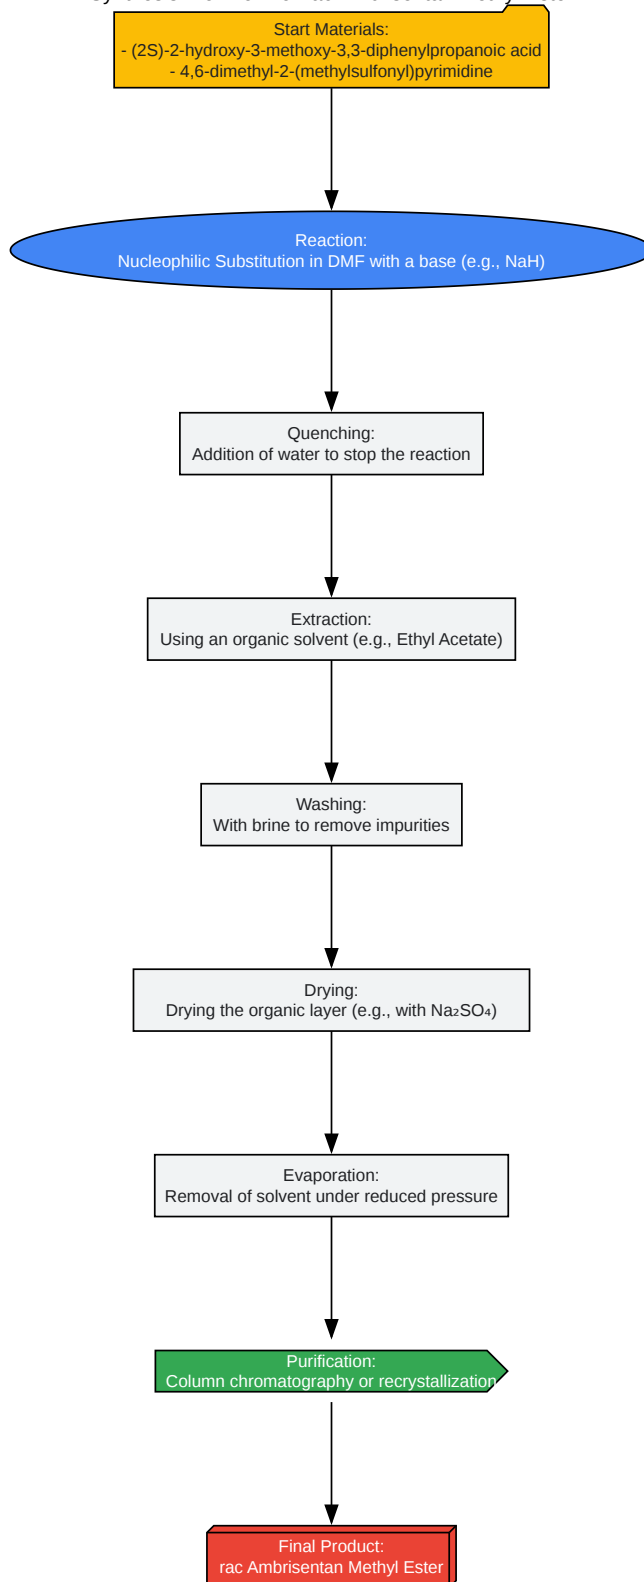 Start Materials:
- (2S)-2-hydroxy-3-methoxy-3,3-diphenylpropanoic acid
- 4,6-dimethyl-2-(methylsulfonyl)pyrimidine
Reaction:
Nucleophilic Substitution in DMF with a base (e.g., NaH)
Quenching:
Addition of water to stop the reaction
Extraction:
Using an organic solvent (e.g., Ethyl Acetate)
Washing:
With brine to remove impurities
Drying:
Drying the organic layer (e.g., with Na₂SO₄)
Evaporation:
Removal of solvent under reduced pressure
Purification:
Column chromatography or recrystallization
Final Product:
rac Ambrisentan Methyl Ester